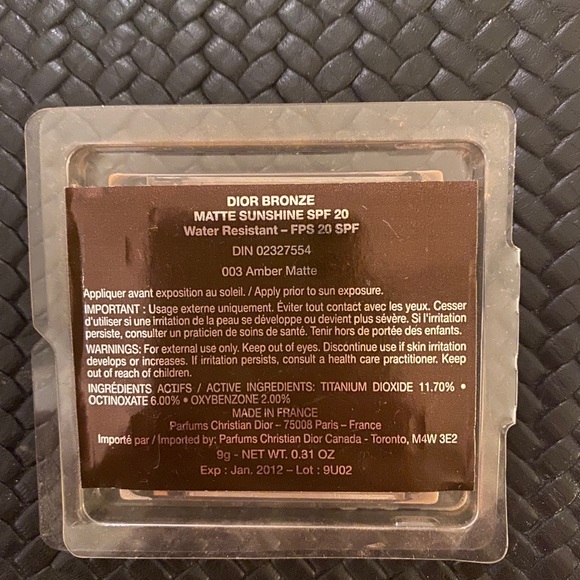 DIOR BRONZE
MATTE SUNSHINE SPF 20
Water Resistant – FPS 20 SPF
DIN 02327554
003 Amber Matte
Appliquer avant exposition au soleil. / Apply prior to sun exposure.
IMPORTANT : Usage externe uniquement. Éviter tout contact avec les yeux. Cesser
d'utiliser si une irritation de la peau se développe ou devient plus sévère. Si l'irritation
persiste, consulter un praticien de soins de santé. Tenir hors de portée des enfants.
WARNINGS: For external use only. Keep out of eyes. Discontinue use if skin irritation
develops or increases. If irritation persists, consult a health care practitioner. Keep
out of reach of children.
INGRÉDIENTS ACTIFS / ACTIVE INGREDIENTS: TITANIUM DIOXIDE 11.70% •
OCTINOXATE 6.00% • OXYBENZONE 2.00%
MADE IN FRANCE
Parfums Christian Dior – 75008 Paris – France
Importé par / Imported by: Parfums Christian Dior Canada - Toronto, M4W 3E2
9g – NET WT. 0.31 OZ
Exp : Jan. 2012 – Lot : 9U02